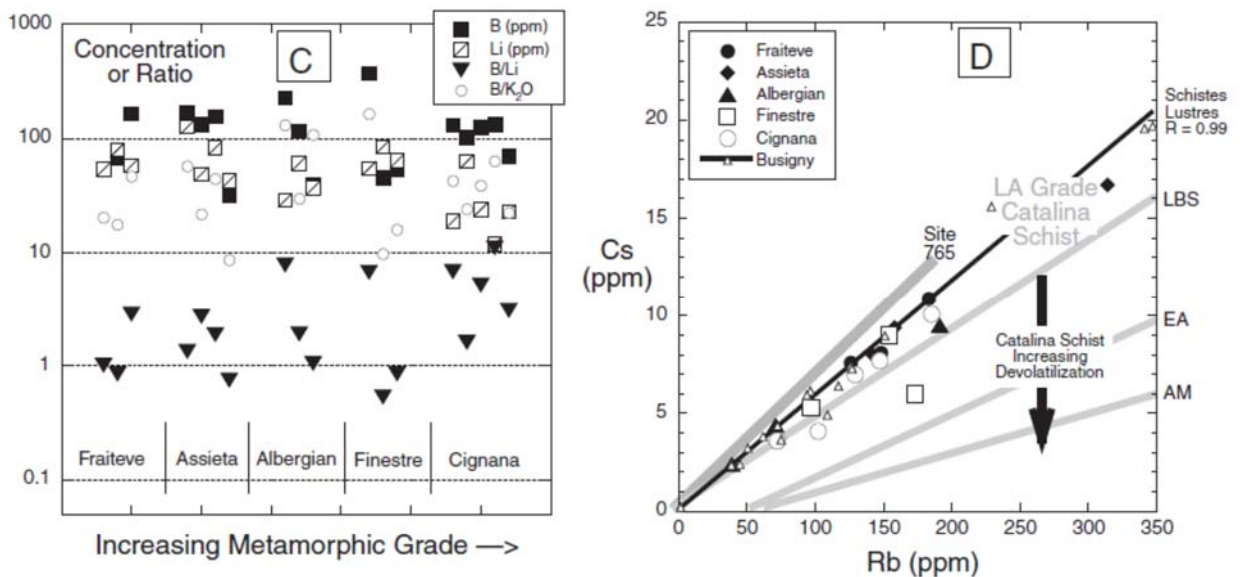 1000
100
10
1
0.1
Concentration
or Ratio
C
B (ppm)
Li (ppm)
B/Li
B/K₂O
Fraiteve
Assieta
Albergian
Finestre
Cignana
Increasing Metamorphic Grade —>
25
20
15
10
5
0
Cs
(ppm)
D
Fraiteve
Assieta
Albergian
Finestre
Cignana
Busigny
Site
765
LA Grade
Catalina
Schist
Catalina Schist
Increasing
Devolatilization
Schistes
Lustres
R = 0.99
LBS
EA
AM
0
50
100
150
200
250
300
350
Rb (ppm)